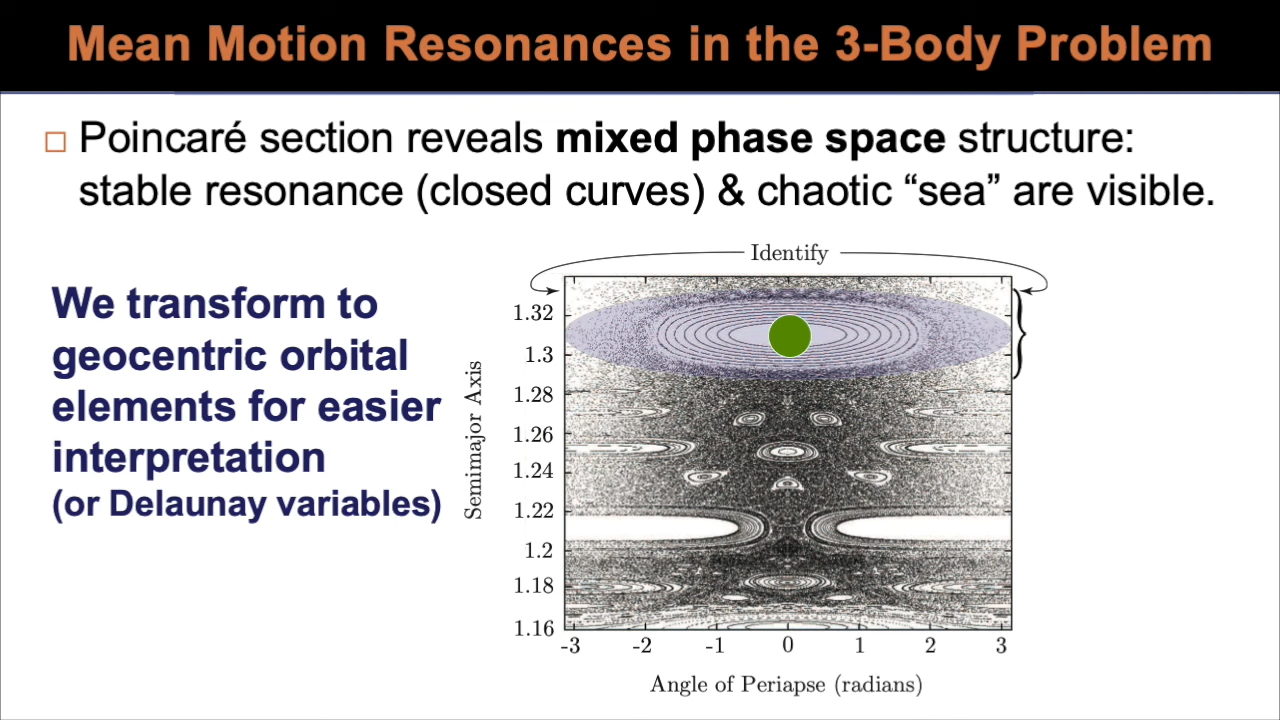 Mean Motion Resonances in the 3-Body Problem
Poincaré section reveals mixed phase space structure:
stable resonance (closed curves) & chaotic “sea” are visible.
We transform to
geocentric orbital
elements for easier
interpretation
(or Delaunay variables)
Identify
Semimajor Axis
1.32
1.3
1.28
1.26
1.24
1.22
1.2
1.18
1.16
-3 -2 -1 0 1 2 3
Angle of Periapse (radians)